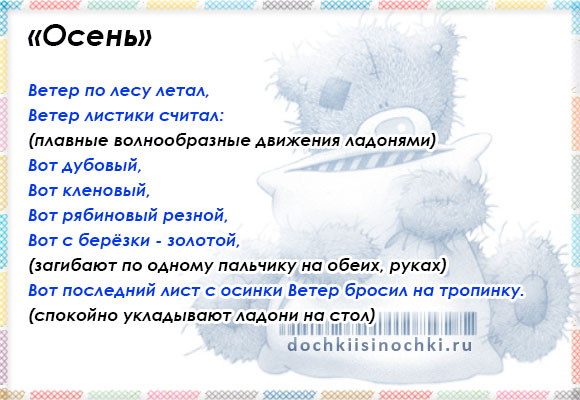 «Осень»
Ветер по лесу летал,
Ветер листики считал:
(плавные волнообразные движения ладонями)
Вот дубовый,
Вот кленовый,
Вот рябиновый резной,
Вот с берёзки - золотой,
(загибают по одному пальчику на обеих, руках)
Вот последний лист с осинки Ветер бросил на тропинку.
(спокойно укладывают ладони на стол)
dochkiisinochki.ru